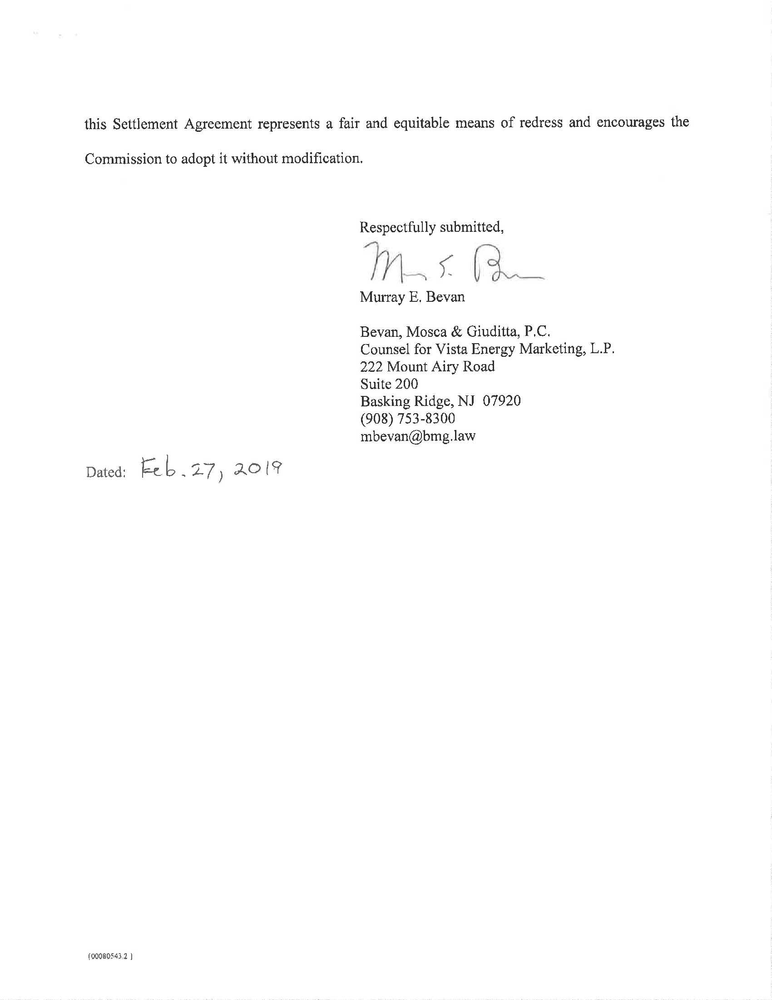 this Settlement Agreement represents a fair and equitable means of redress and encourages the
Commission to adopt it without modification.
Respectfully submitted,
M E. B
Murray E. Bevan
Bevan, Mosca & Giuditta, P.C.
Counsel for Vista Energy Marketing, L.P.
222 Mount Airy Road
Suite 200
Basking Ridge, NJ 07920
(908) 753-8300
mbevan@bmg.law
Dated: Feb. 27, 2019
{00080543.2 }